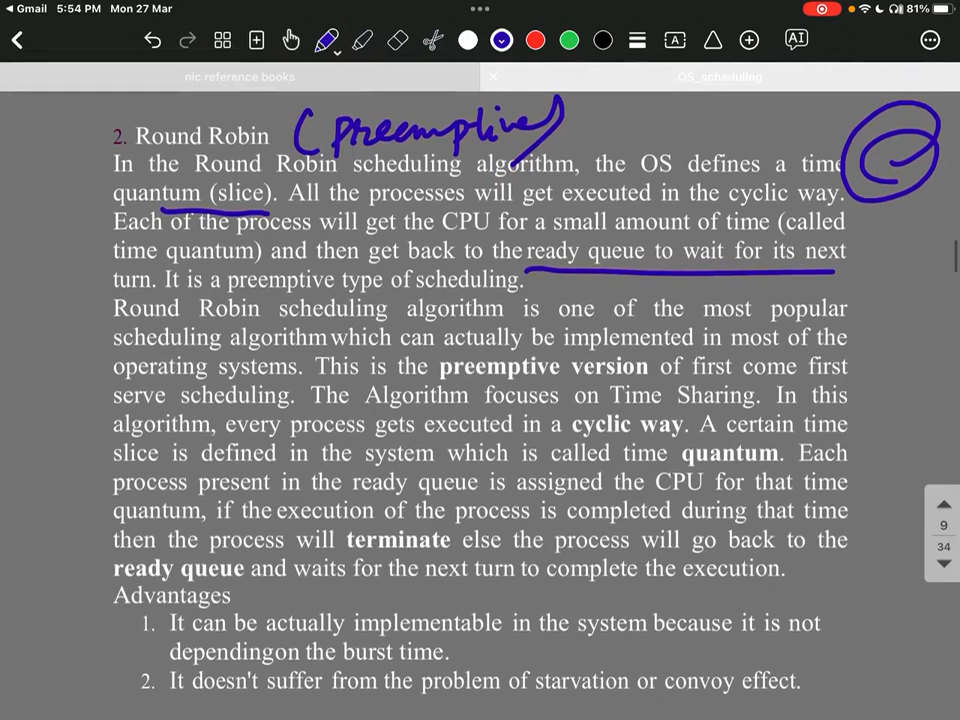 Gmail 5:54 PM Mon 27 Mar 81%
AI
nic reference books OS_scheduling
2. Round Robin (Preemptive)
In the Round Robin scheduling algorithm, the OS defines a time
quantum (slice). All the processes will get executed in the cyclic way.
Each of the process will get the CPU for a small amount of time (called
time quantum) and then get back to the ready queue to wait for its next
turn. It is a preemptive type of scheduling.
Round Robin scheduling algorithm is one of the most popular
scheduling algorithm which can actually be implemented in most of the
operating systems. This is the preemptive version of first come first
serve scheduling. The Algorithm focuses on Time Sharing. In this
algorithm, every process gets executed in a cyclic way. A certain time
slice is defined in the system which is called time quantum. Each
process present in the ready queue is assigned the CPU for that time
quantum, if the execution of the process is completed during that time
then the process will terminate else the process will go back to the
ready queue and waits for the next turn to complete the execution.
Advantages
1. It can be actually implementable in the system because it is not
dependingon the burst time.
2. It doesn't suffer from the problem of starvation or convoy effect.
9
34